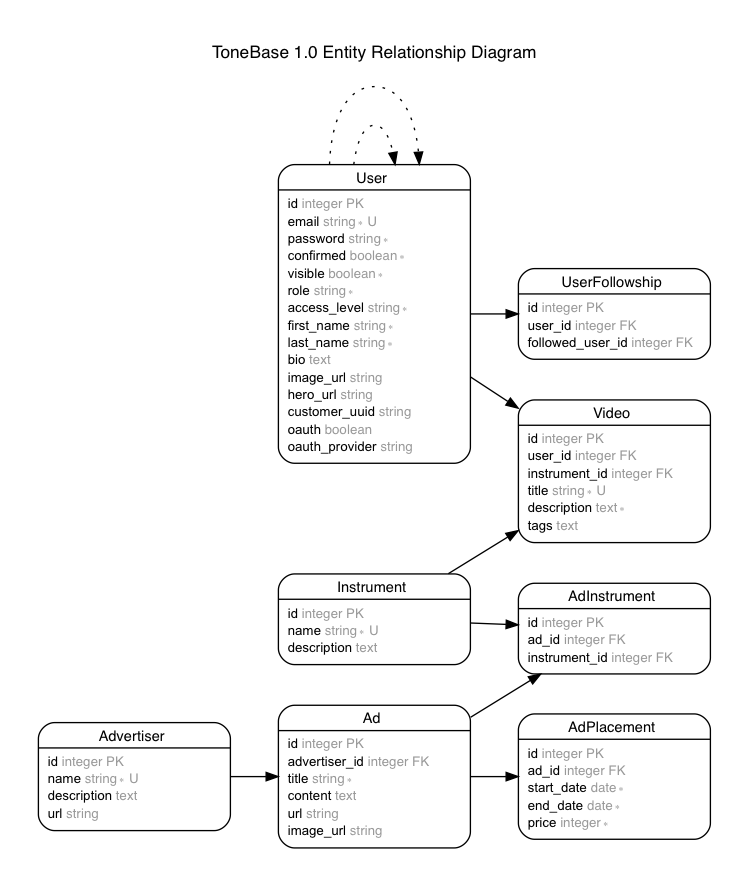 ToneBase 1.0 Entity Relationship Diagram
User
id integer PK
email string * U
password string *
confirmed boolean *
visible boolean *
role string *
access_level string *
first_name string *
last_name string *
bio text
image_url string
hero_url string
customer_uuid string
oauth boolean
oauth_provider string
UserFollowship
id integer PK
user_id integer FK
followed_user_id integer FK
Video
id integer PK
user_id integer FK
instrument_id integer FK
title string * U
description text *
tags text
Instrument
id integer PK
name string * U
description text
AdInstrument
id integer PK
ad_id integer FK
instrument_id integer FK
Advertiser
id integer PK
name string * U
description text
url string
Ad
id integer PK
advertiser_id integer FK
title string *
content text
url string
image_url string
AdPlacement
id integer PK
ad_id integer FK
start_date date *
end_date date *
price integer *